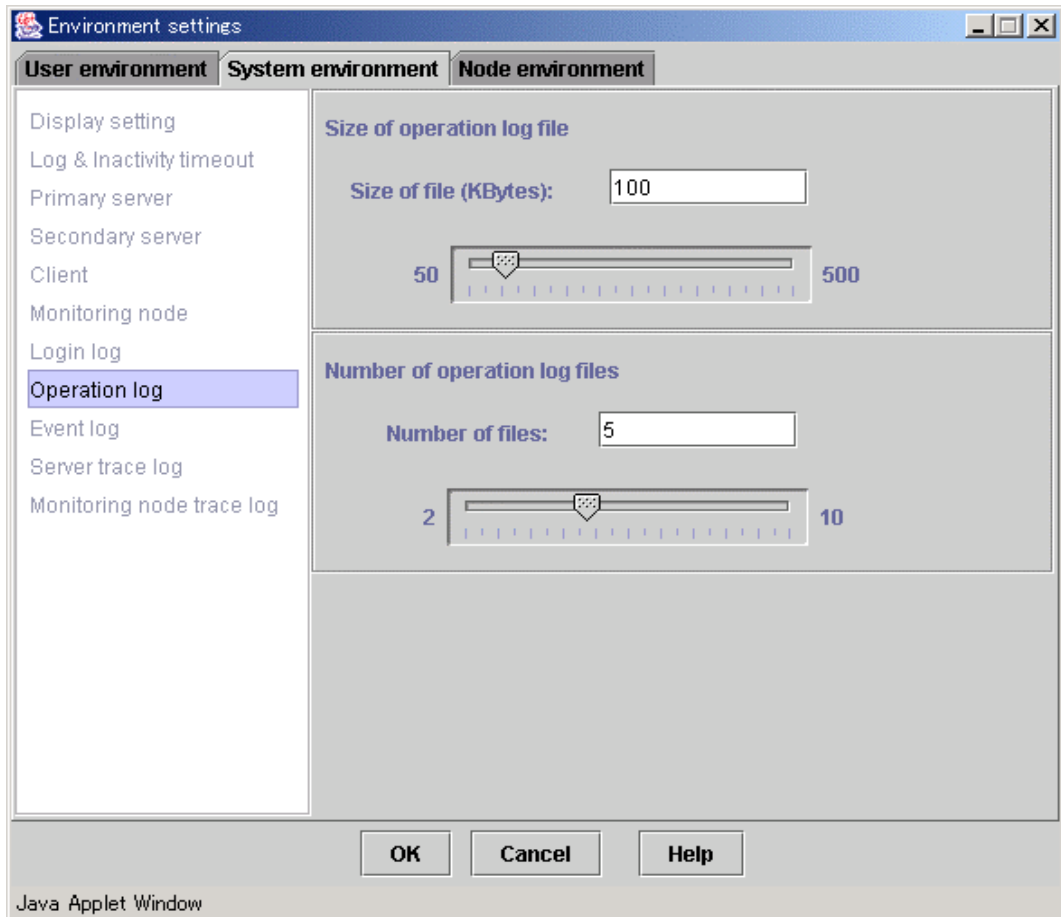 Environment settings
User environment System environment Node environment
Display setting
Log & Inactivity timeout
Primary server
Secondary server
Client
Monitoring node
Login log
Operation log
Event log
Server trace log
Monitoring node trace log
Size of operation log file
Size of file (KBytes): 100
50 500
Number of operation log files
Number of files: 5
2 10
OK Cancel Help
Java Applet Window